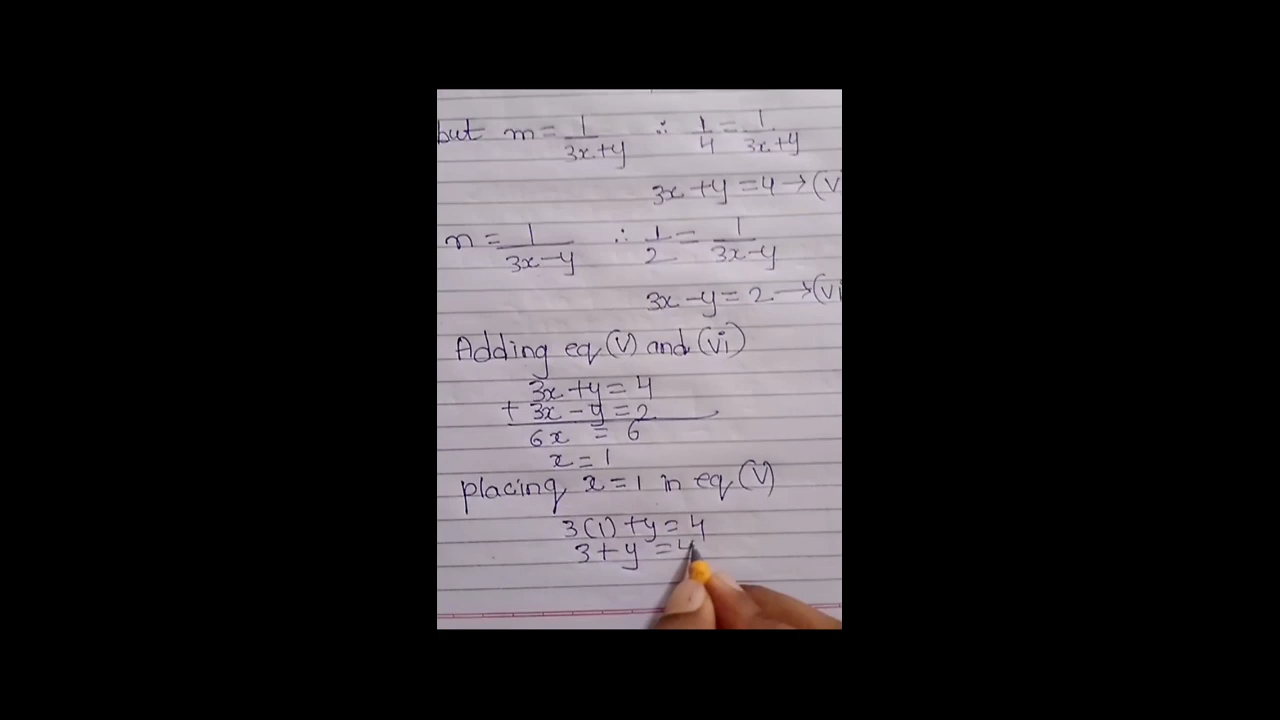 but m = 1/(3x+y) ∴ 1/4 = 1/(3x+y)
3x + y = 4 → (V
n = 1/(3x-y) ∴ 1/2 = 1/(3x-y)
3x - y = 2 → (Vi
Adding eq (V) and (Vi)
3x + y = 4
+ 3x - y = 2
6x = 6
x = 1
placing x = 1 in eq (V)
3(1) + y = 4
3 + y = 4